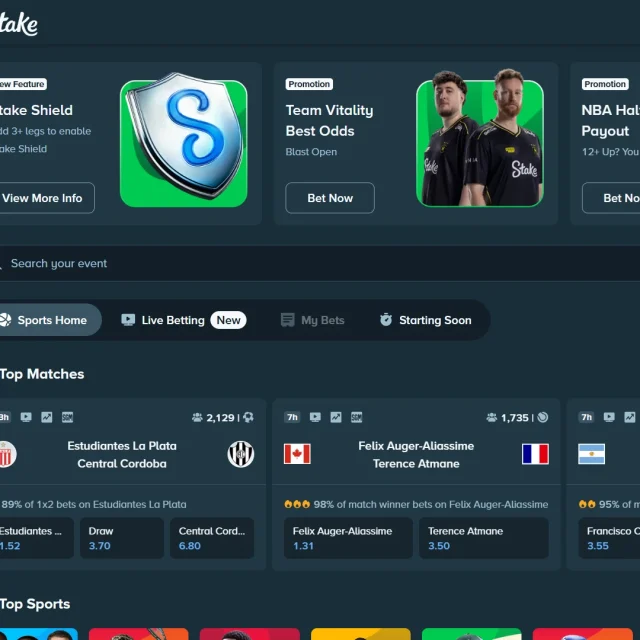 take
ew Feature
take Shield
dd 3+ legs to enable
ake Shield
View More Info
Promotion
Team Vitality
Best Odds
Blast Open
Bet Now
Stake
Stake
Promotion
NBA Hal
Payout
12+ Up? You
Bet No
Search your event
Sports Home
Live Betting
New
My Bets
Starting Soon
Top Matches
3h
SGM
2,129
Estudiantes La Plata
Central Cordoba
89% of 1x2 bets on Estudiantes La Plata
Estudiantes ...
1.52
Draw
3.70
Central Cord...
6.80
7h
SGM
1,735
Felix Auger-Aliassime
Terence Atmane
98% of match winner bets on Felix Auger-Aliassime
Felix Auger-Aliassime
1.31
Terence Atmane
3.50
7h
95% of m
Francisco C
3.55
Top Sports